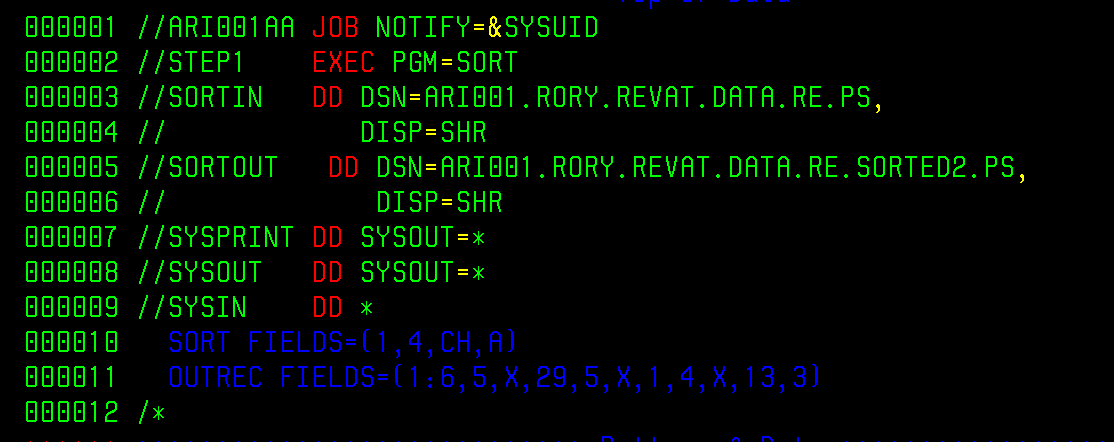 000001 //ARI001AA JOB NOTIFY=&SYSUID
000002 //STEP1    EXEC PGM=SORT
000003 //SORTIN   DD DSN=ARI001.RORY.REVAT.DATA.RE.PS,
000004 //            DISP=SHR
000005 //SORTOUT   DD DSN=ARI001.RORY.REVAT.DATA.RE.SORTED2.PS,
000006 //             DISP=SHR
000007 //SYSPRINT DD SYSOUT=*
000008 //SYSOUT   DD SYSOUT=*
000009 //SYSIN    DD *
000010   SORT FIELDS=(1,4,CH,A)
000011   OUTREC FIELDS=(1:6,5,X,29,5,X,1,4,X,13,3)
000012 /*